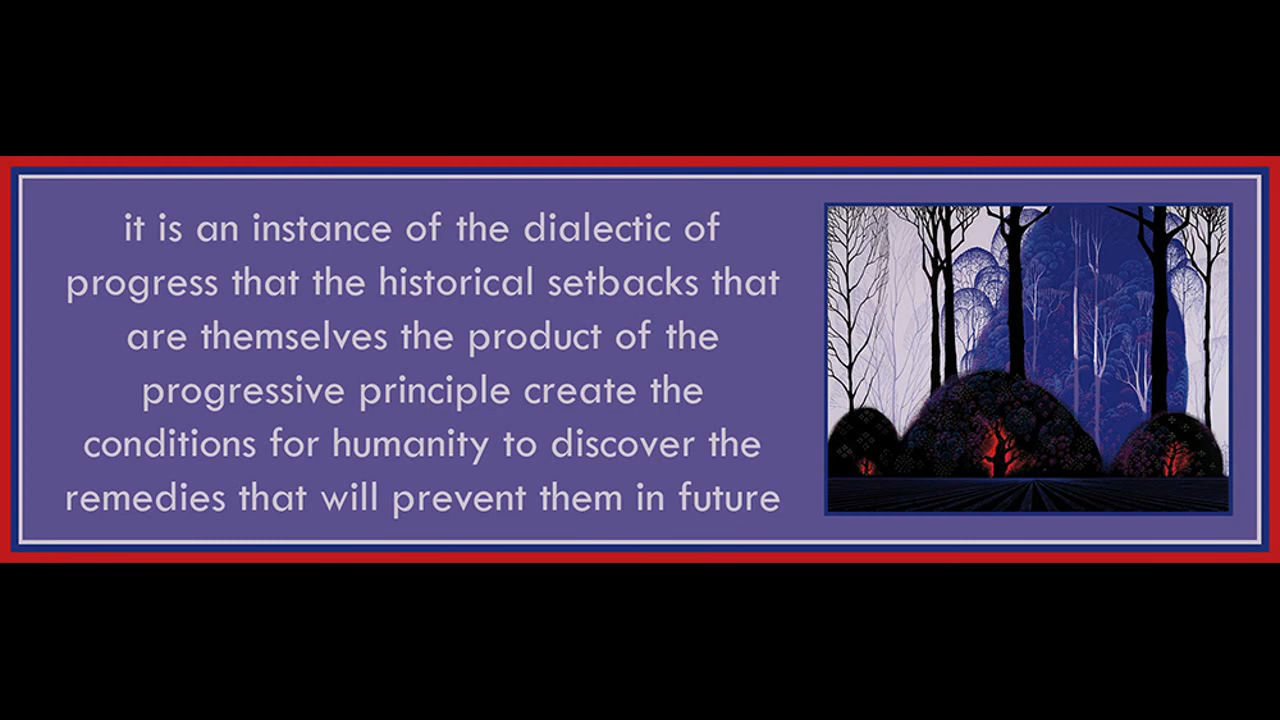 it is an instance of the dialectic of
progress that the historical setbacks that
are themselves the product of the
progressive principle create the
conditions for humanity to discover the
remedies that will prevent them in future